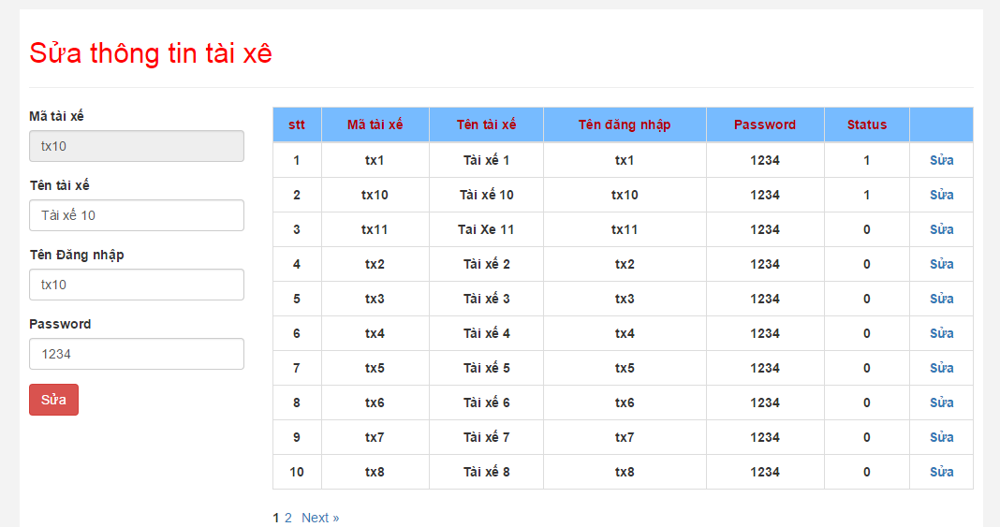 Sửa thông tin tài xê
Mã tài xế
tx10
Tên tài xế
Tài xế 10
Tên Đăng nhập
tx10
Password
1234
Sửa
stt Mã tài xế Tên tài xế Tên đăng nhập Password Status
1 tx1 Tài xế 1 tx1 1234 1 Sửa
2 tx10 Tài xế 10 tx10 1234 1 Sửa
3 tx11 Tai Xe 11 tx11 1234 0 Sửa
4 tx2 Tài xế 2 tx2 1234 0 Sửa
5 tx3 Tài xế 3 tx3 1234 0 Sửa
6 tx4 Tài xế 4 tx4 1234 0 Sửa
7 tx5 Tài xế 5 tx5 1234 0 Sửa
8 tx6 Tài xế 6 tx6 1234 0 Sửa
9 tx7 Tài xế 7 tx7 1234 0 Sửa
10 tx8 Tài xế 8 tx8 1234 0 Sửa
1 2 Next »